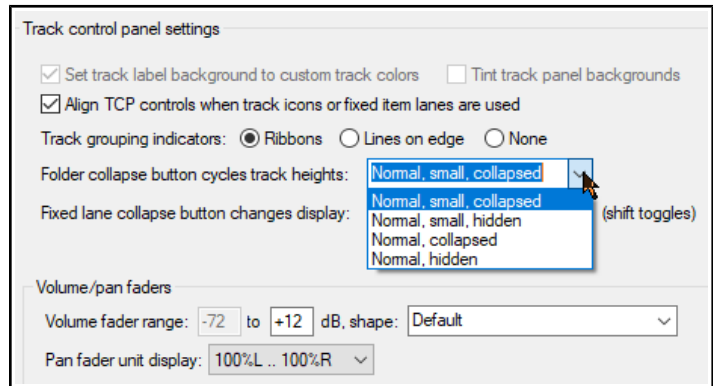 Track control panel settings
Set track label background to custom track colors Tint track panel backgrounds
Align TCP controls when track icons or fixed item lanes are used
Track grouping indicators: Ribbons Lines on edge None
Folder collapse button cycles track heights: Normal, small, collapsed
Normal, small, collapsed
Fixed lane collapse button changes display: (shift toggles)
Normal, small, hidden
Normal, collapsed
Normal, hidden
Volume/pan faders
Volume fader range: -72 to +12 dB, shape: Default
Pan fader unit display: 100%L .. 100%R